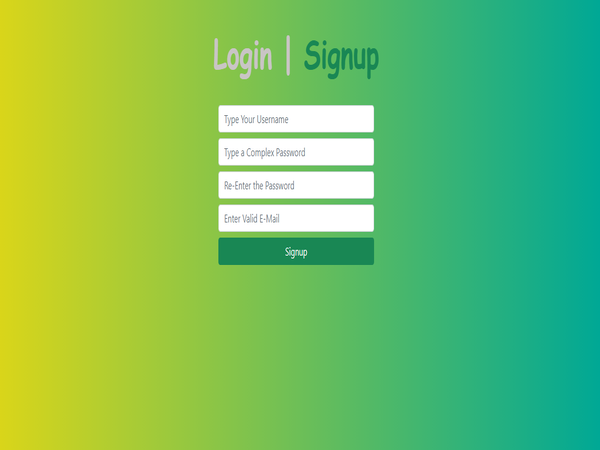 Login | Signup
Type Your Username
Type a Complex Password
Re-Enter the Password
Enter Valid E-Mail
Signup